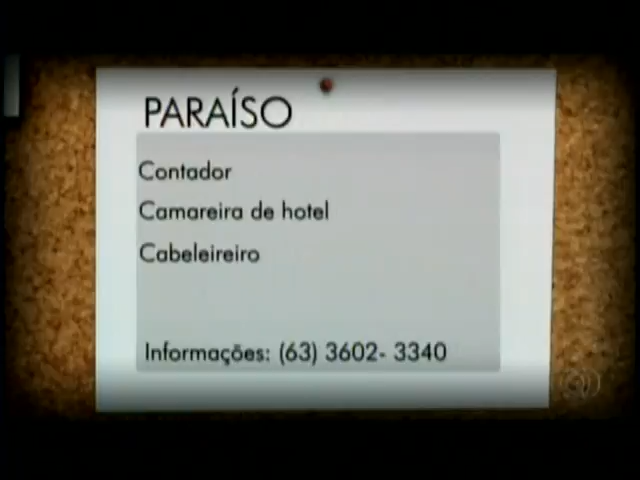 PARAÍSO
Contador
Camareira de hotel
Cabeleireiro
Informações: (63) 3602- 3340